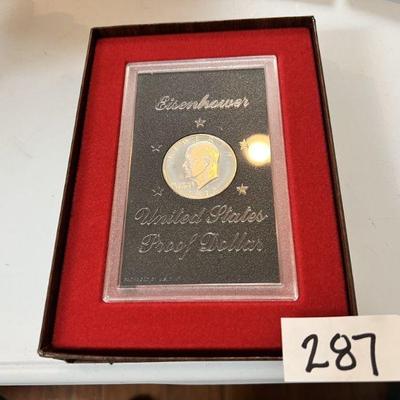 Eisenhower
United States
Proof Dollar
287